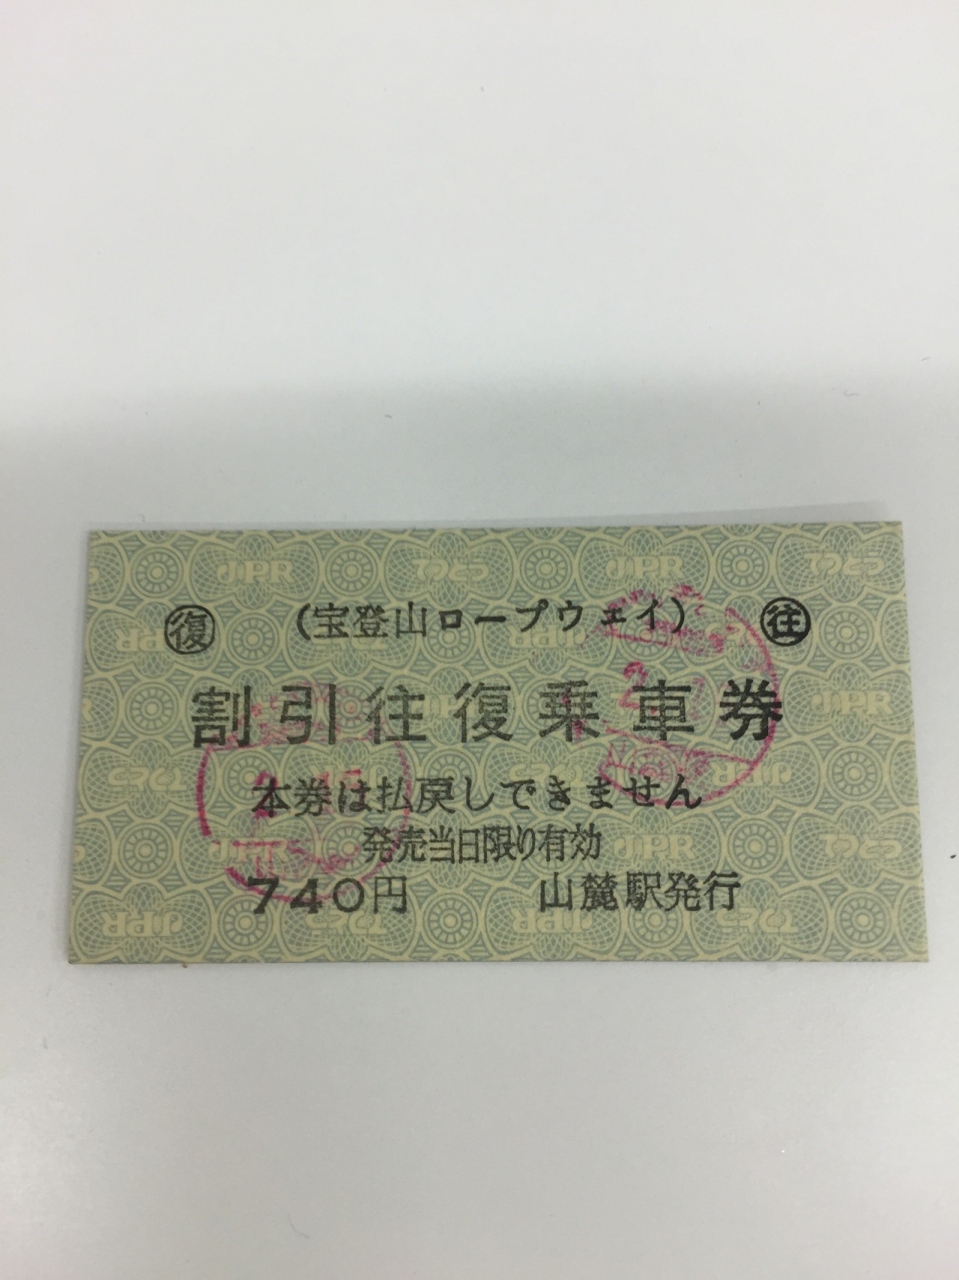 復 (宝登山ロープウェイ) 往
割引往復乗車券
本券は払戻しできません
発売当日限り有効
740円 山麓駅発行